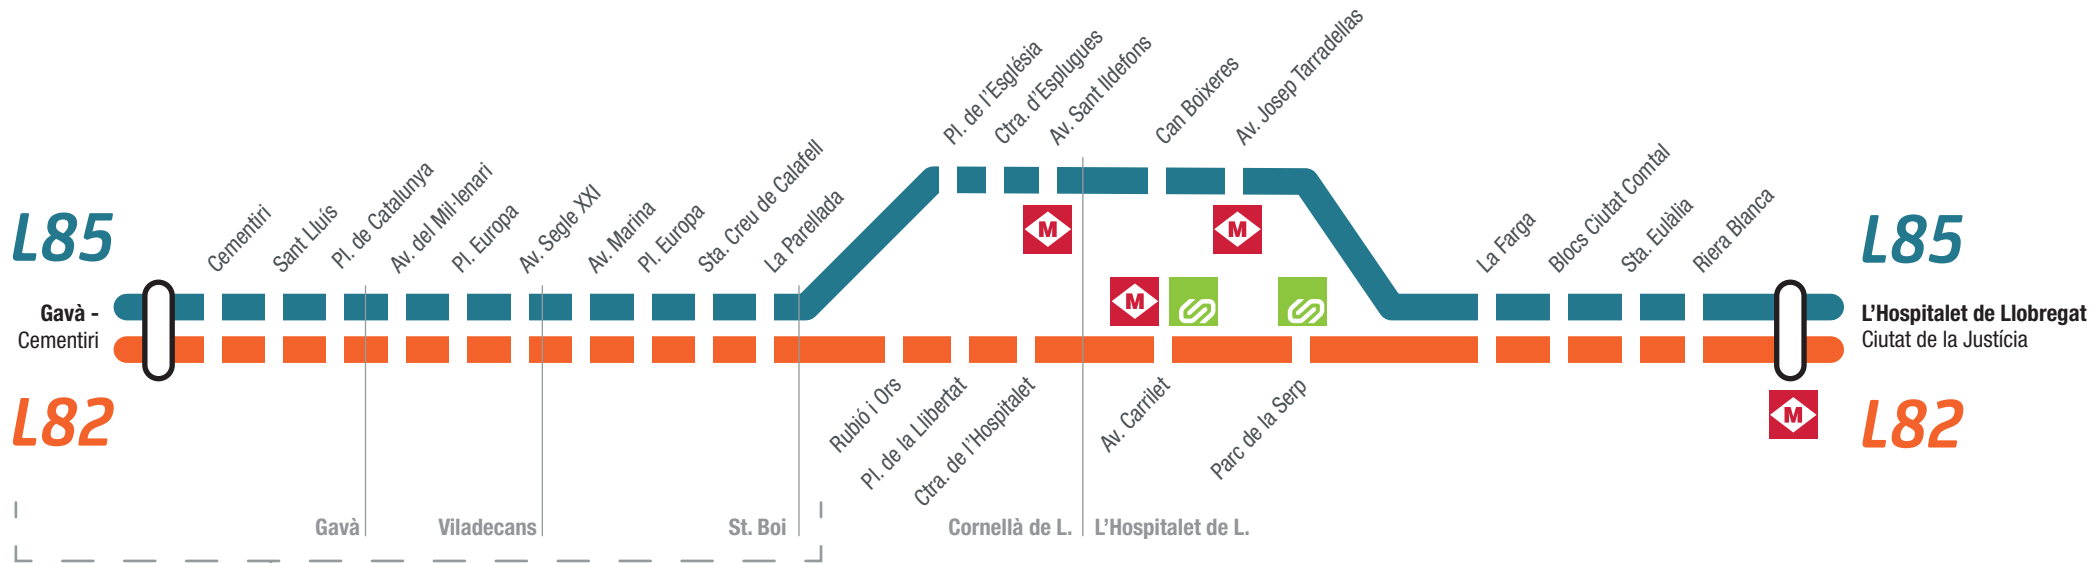 Pl. de l'Església
Ctra. d'Esplugues
Av. Sant Ildefons
Can Boixeres
Av. Josep Tarradellas
L85
Cementiri
Sant Lluís
Pl. de Catalunya
Av. del Mil·lenari
Pl. Europa
Av. Segle XXI
Av. Marina
Pl. Europa
Sta. Creu de Calafell
La Parellada
La Farga
Blocs Ciutat Comtal
Sta. Eulàlia
Riera Blanca
L85
M
M
M
Gavà -
Cementiri
L'Hospitalet de Llobregat
Ciutat de la Justícia
L82
Rubió i Ors
Pl. de la Llibertat
Ctra. de l'Hospitalet
Av. Carrilet
Parc de la Serp
M
L82
Gavà
Viladecans
St. Boi
Cornellà de L.
L'Hospitalet de L.